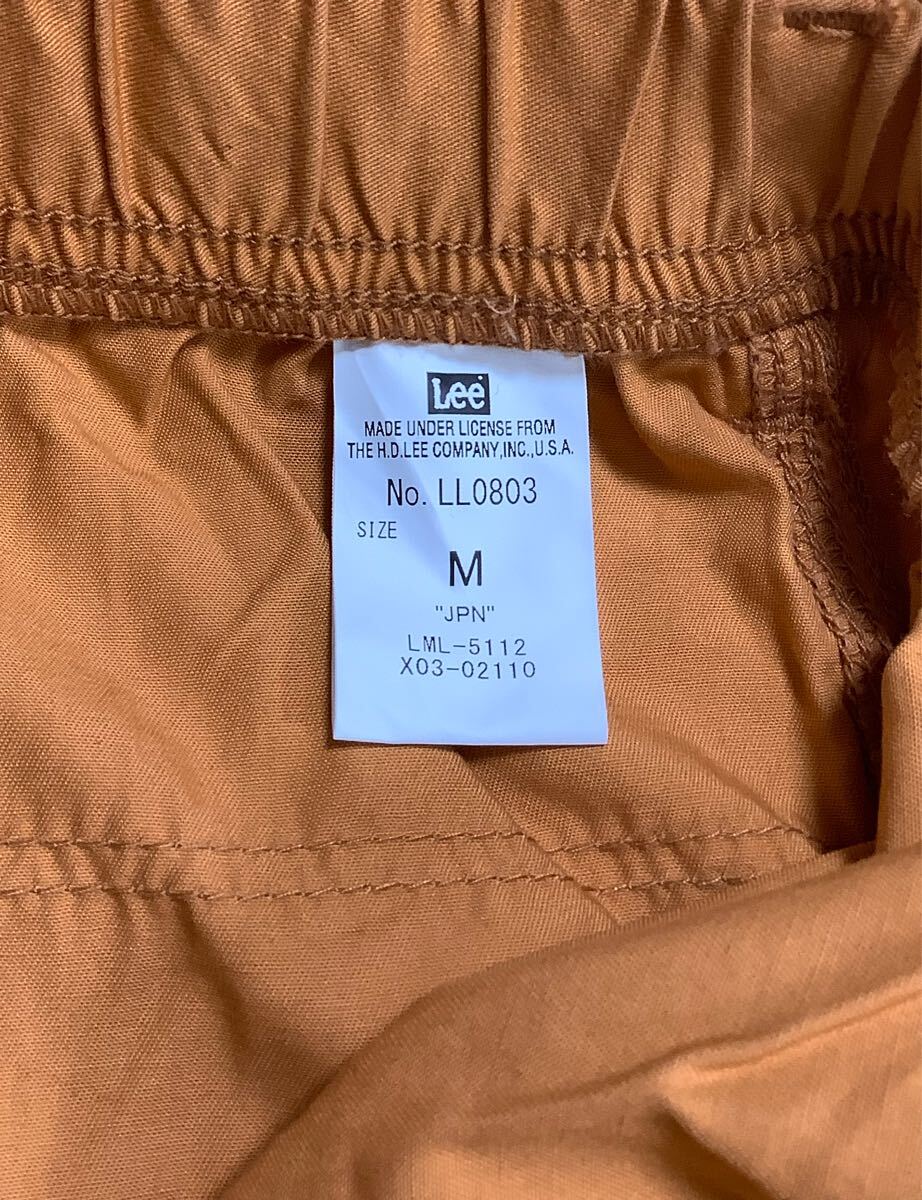 Lee
MADE UNDER LICENSE FROM
THE H.D.LEE COMPANY,INC.,U.S.A.
No. LL0803
SIZE
M
"JPN"
LML-5112
X03-02110